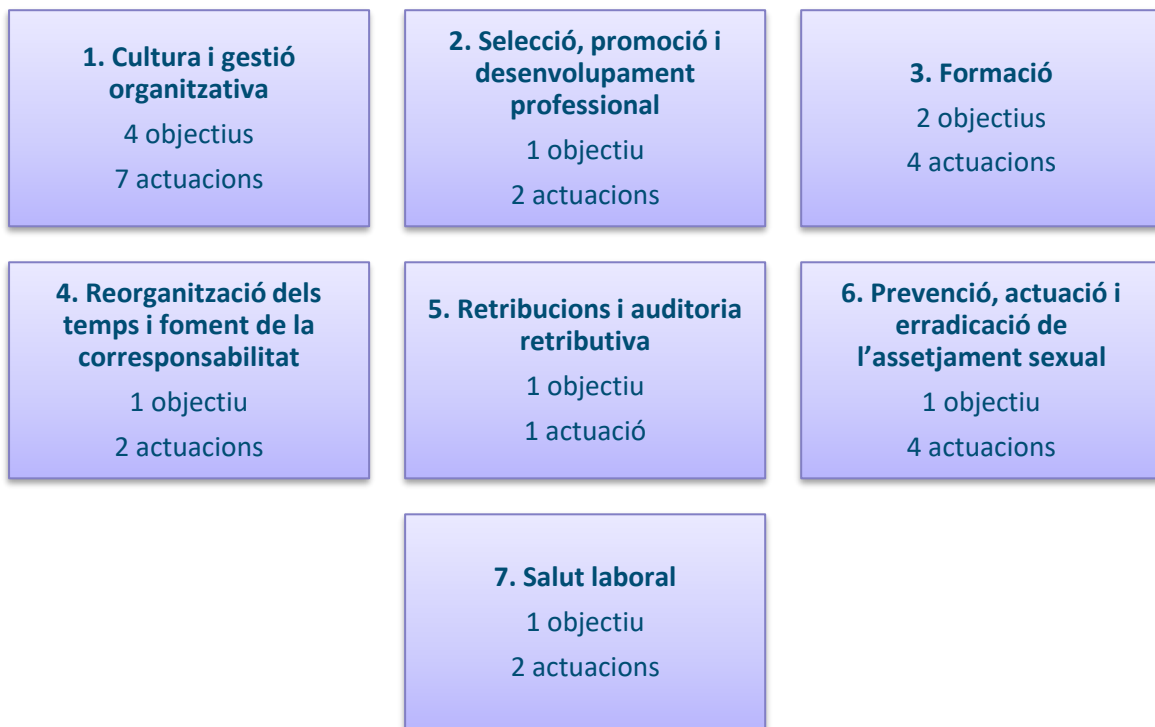 1. Cultura i gestió
organitzativa
4 objectius
7 actuacions
2. Selecció, promoció i
desenvolupament
professional
1 objectiu
2 actuacions
3. Formació
2 objectius
4 actuacions
4. Reorganització dels
temps i foment de la
corresponsabilitat
1 objectiu
2 actuacions
5. Retribucions i auditoria
retributiva
1 objectiu
1 actuació
6. Prevenció, actuació i
erradicació de
l’assetjament sexual
1 objectiu
4 actuacions
7. Salut laboral
1 objectiu
2 actuacions